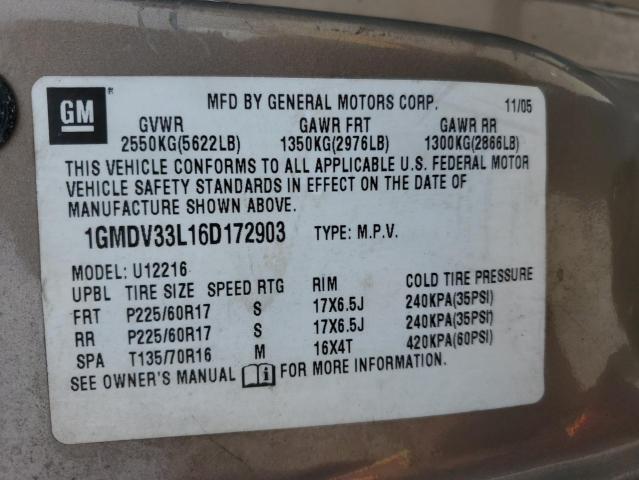 GM ®
MFD BY GENERAL MOTORS CORP. 11/05
GVWR GAWR FRT GAWR RR
2550KG(5622LB) 1350KG(2976LB) 1300KG(2866LB)
THIS VEHICLE CONFORMS TO ALL APPLICABLE U.S. FEDERAL MOTOR
VEHICLE SAFETY STANDARDS IN EFFECT ON THE DATE OF
MANUFACTURE SHOWN ABOVE.
1GMDV33L16D172903 TYPE: M.P.V.
MODEL: U12216
UPBL TIRE SIZE SPEED RTG RIM COLD TIRE PRESSURE
FRT P225/60R17 S 17X6.5J 240KPA(35PSI)
RR P225/60R17 S 17X6.5J 240KPA(35PSI)
SPA T135/70R16 M 16X4T 420KPA(60PSI)
SEE OWNER'S MANUAL FOR MORE INFORMATION.